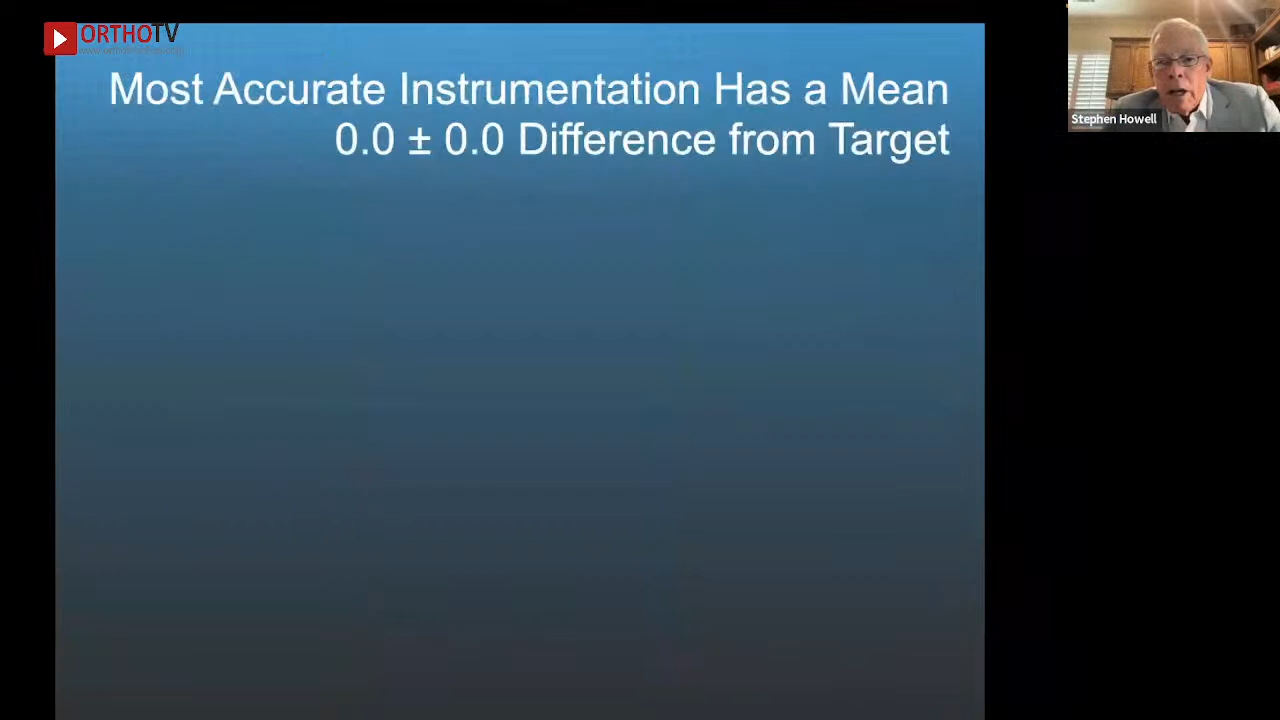 ORTHOTV
Most Accurate Instrumentation Has a Mean
0.0 ± 0.0 Difference from Target
Stephen Howell